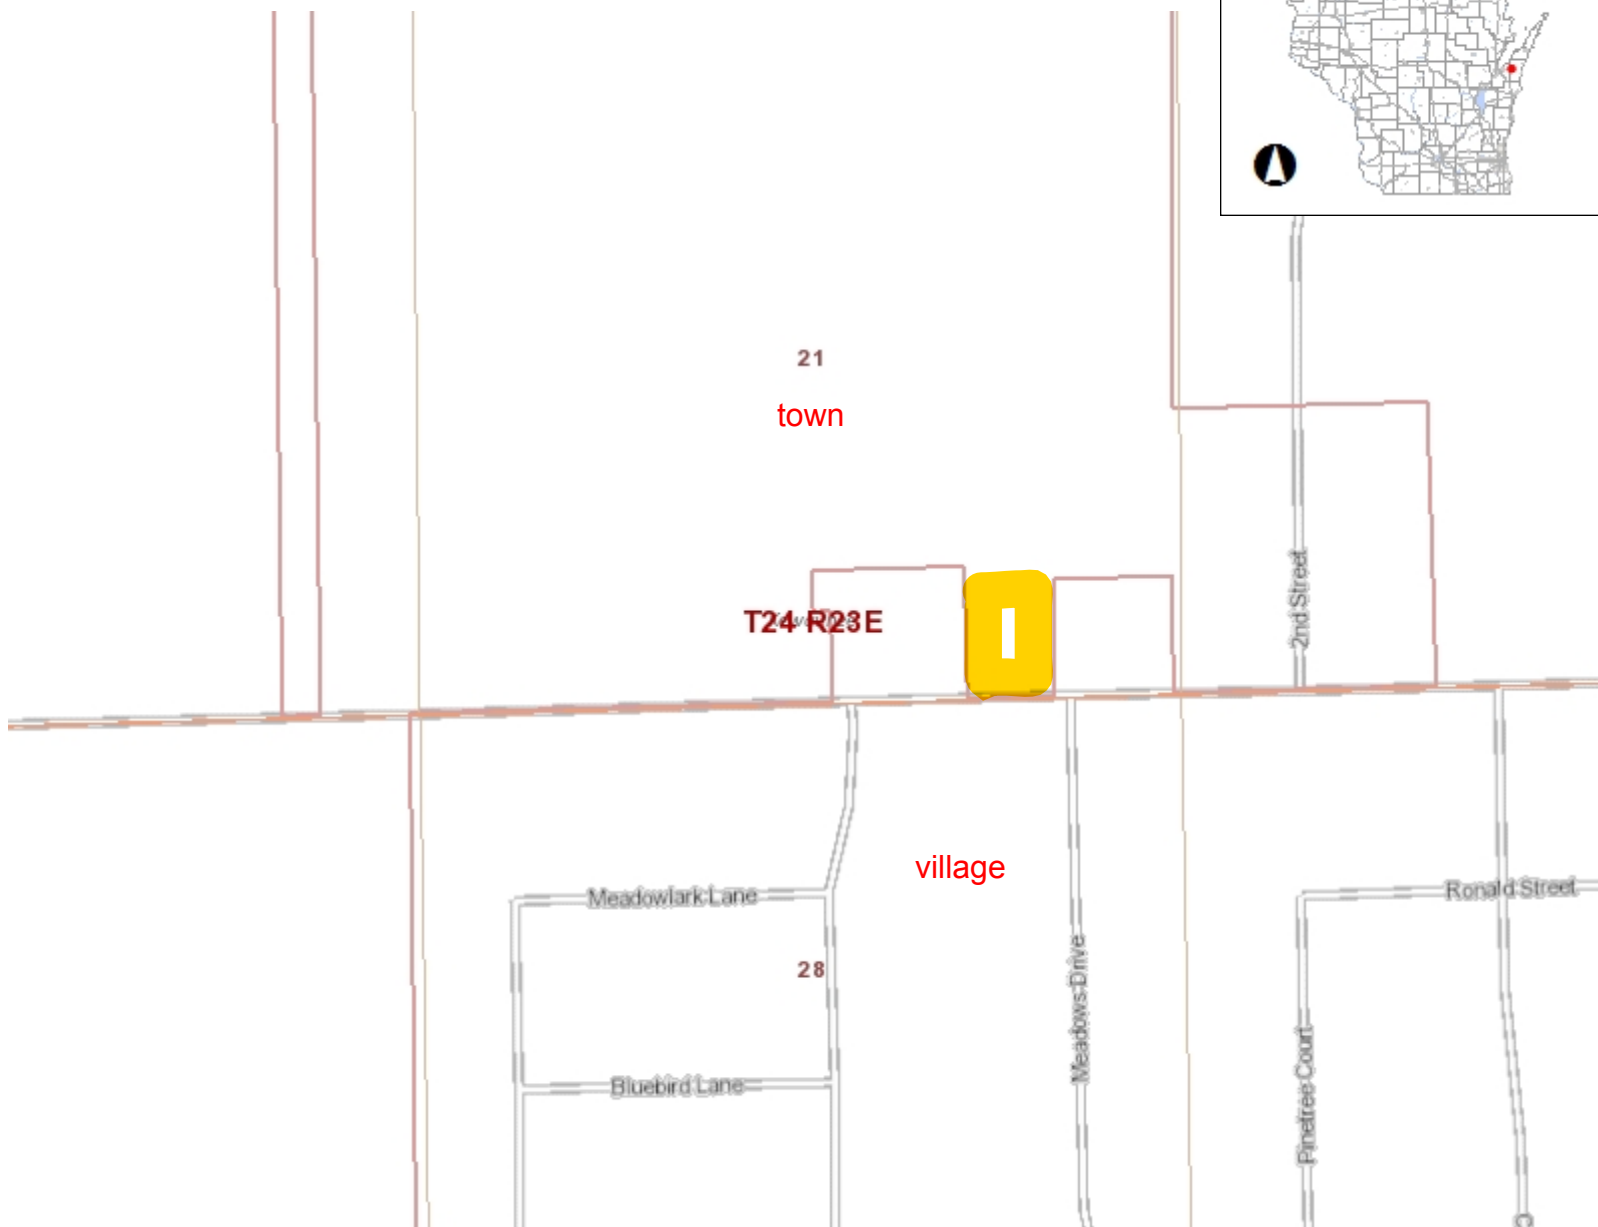 21
town
2nd Street
T24 R23E
village
Meadowlark Lane
Ronald Street
28
Meadows Drive
Pinetree Court
Bluebird Lane